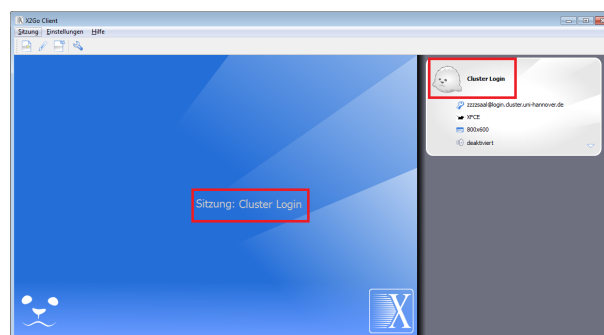 X2Go Client
Sitzung Einstellungen Hilfe
Cluster Login
zzzzsaal@login.cluster.uni-hannover.de
XFCE
800x600
deaktiviert
Sitzung: Cluster Login
X